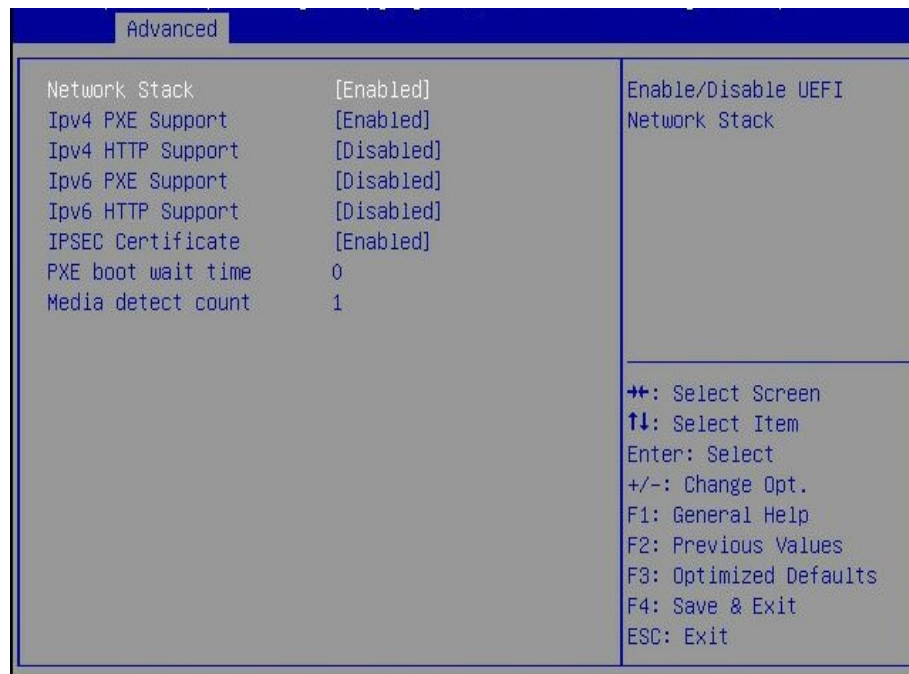 Advanced
Network Stack [Enabled]
Ipv4 PXE Support [Enabled]
Ipv4 HTTP Support [Disabled]
Ipv6 PXE Support [Disabled]
Ipv6 HTTP Support [Disabled]
IPSEC Certificate [Enabled]
PXE boot wait time 0
Media detect count 1
Enable/Disable UEFI
Network Stack
→←: Select Screen
↑↓: Select Item
Enter: Select
+/-: Change Opt.
F1: General Help
F2: Previous Values
F3: Optimized Defaults
F4: Save & Exit
ESC: Exit